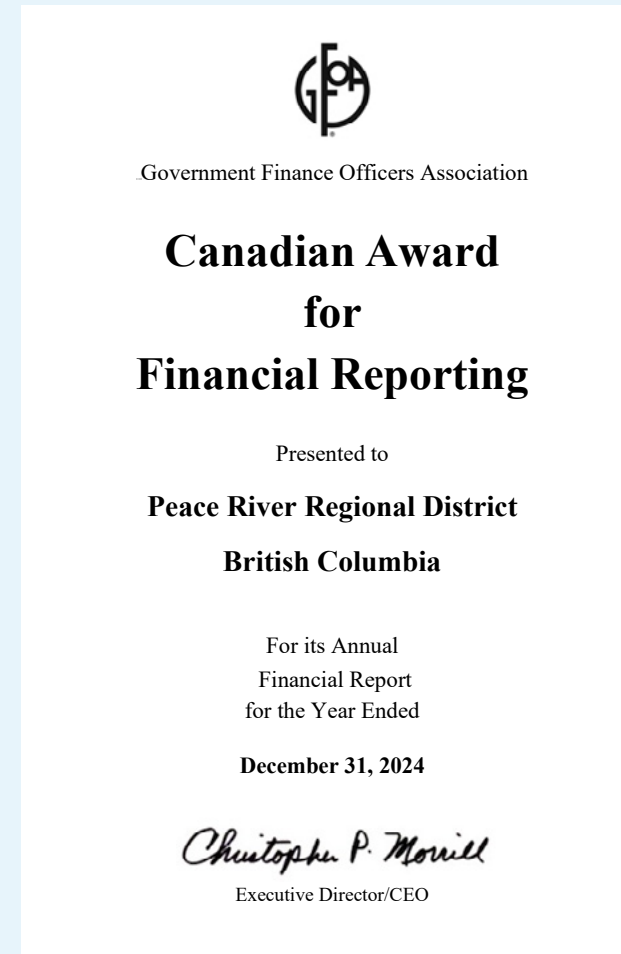 GFOA
Government Finance Officers Association
Canadian Award
for
Financial Reporting
Presented to
Peace River Regional District
British Columbia
For its Annual
Financial Report
for the Year Ended
December 31, 2024
Christopher P. Morrill
Executive Director/CEO